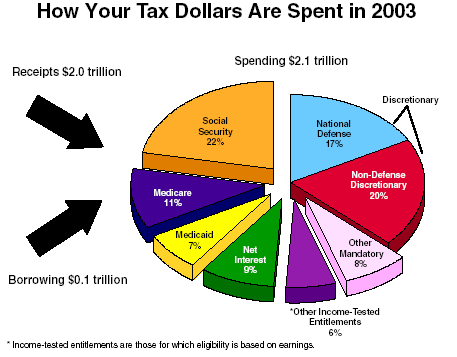 How Your Tax Dollars Are Spent in 2003
Spending $2.1 trillion
Receipts $2.0 trillion
Discretionary
Social
Security
22%
National
Defense
17%
Non-Defense
Discretionary
20%
Medicare
11%
Medicaid
7%
Net
Interest
9%
Other
Mandatory
8%
Borrowing $0.1 trillion
*Other Income-Tested
Entitlements
6%
* Income-tested entitlements are those for which eligibility is based on earnings.